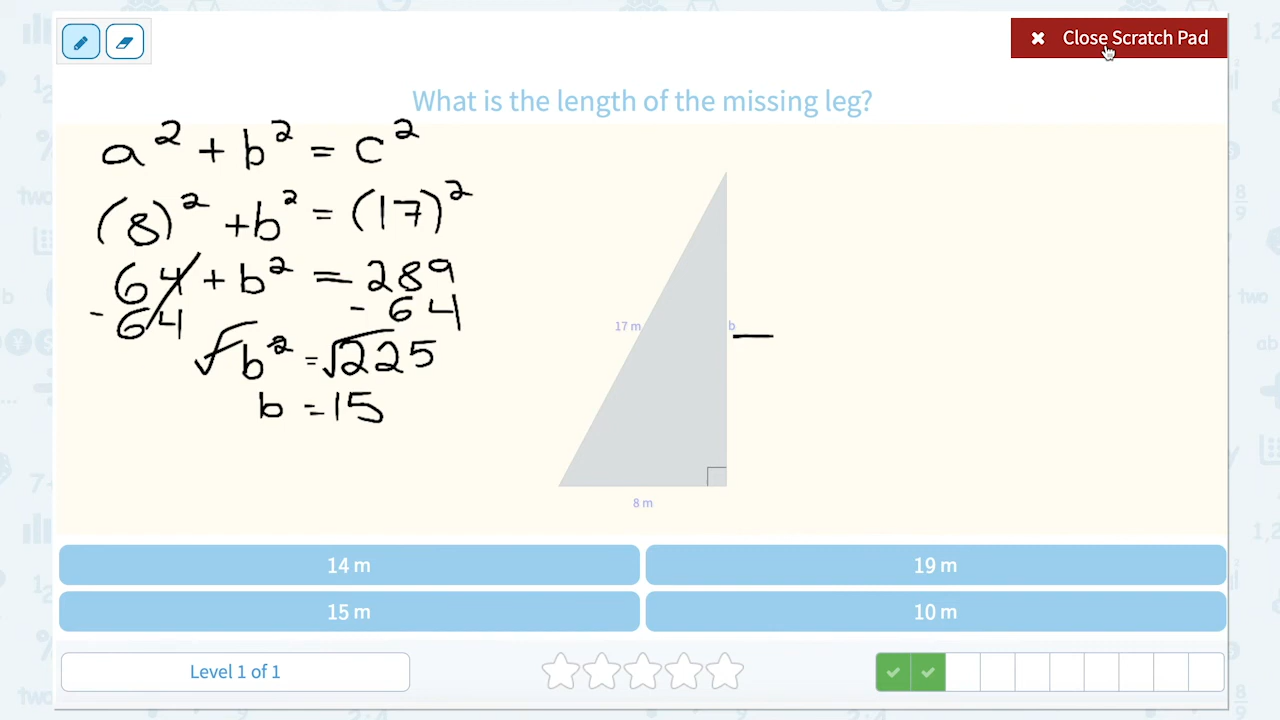 Close Scratch Pad
What is the length of the missing leg?
a² + b² = c²
(8)² + b² = (17)²
64 + b² = 289
- 64 - 64
√b² = √225
b = 15
17 m
b
8 m
14 m
19 m
15 m
10 m
Level 1 of 1